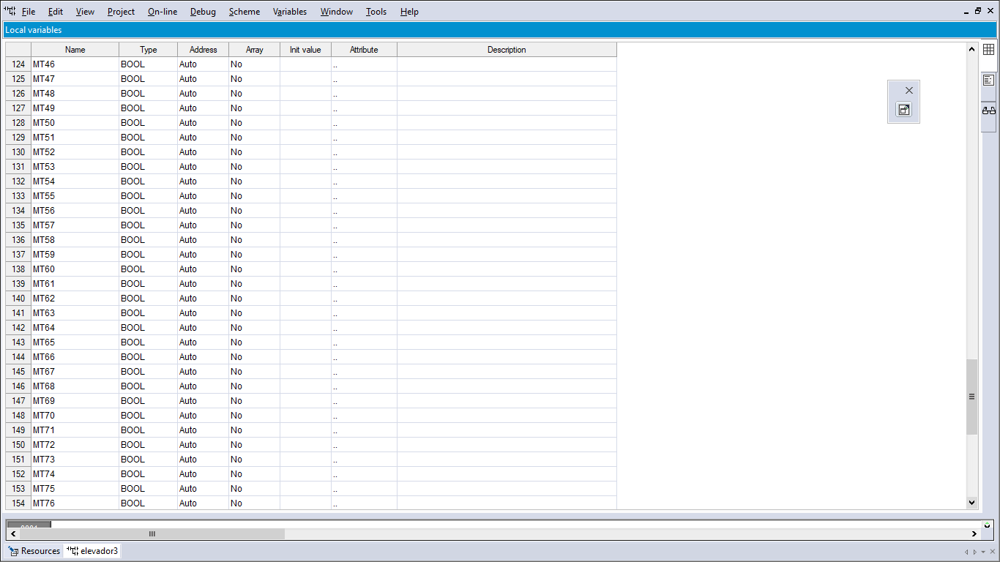 File Edit View Project On-line Debug Scheme Variables Window Tools Help
Local variables
Name Type Address Array Init value Attribute Description
124 MT46 BOOL Auto No ..
125 MT47 BOOL Auto No ..
126 MT48 BOOL Auto No ..
127 MT49 BOOL Auto No ..
128 MT50 BOOL Auto No ..
129 MT51 BOOL Auto No ..
130 MT52 BOOL Auto No ..
131 MT53 BOOL Auto No ..
132 MT54 BOOL Auto No ..
133 MT55 BOOL Auto No ..
134 MT56 BOOL Auto No ..
135 MT57 BOOL Auto No ..
136 MT58 BOOL Auto No ..
137 MT59 BOOL Auto No ..
138 MT60 BOOL Auto No ..
139 MT61 BOOL Auto No ..
140 MT62 BOOL Auto No ..
141 MT63 BOOL Auto No ..
142 MT64 BOOL Auto No ..
143 MT65 BOOL Auto No ..
144 MT66 BOOL Auto No ..
145 MT67 BOOL Auto No ..
146 MT68 BOOL Auto No ..
147 MT69 BOOL Auto No ..
148 MT70 BOOL Auto No ..
149 MT71 BOOL Auto No ..
150 MT72 BOOL Auto No ..
151 MT73 BOOL Auto No ..
152 MT74 BOOL Auto No ..
153 MT75 BOOL Auto No ..
154 MT76 BOOL Auto No ..
Resources elevador3